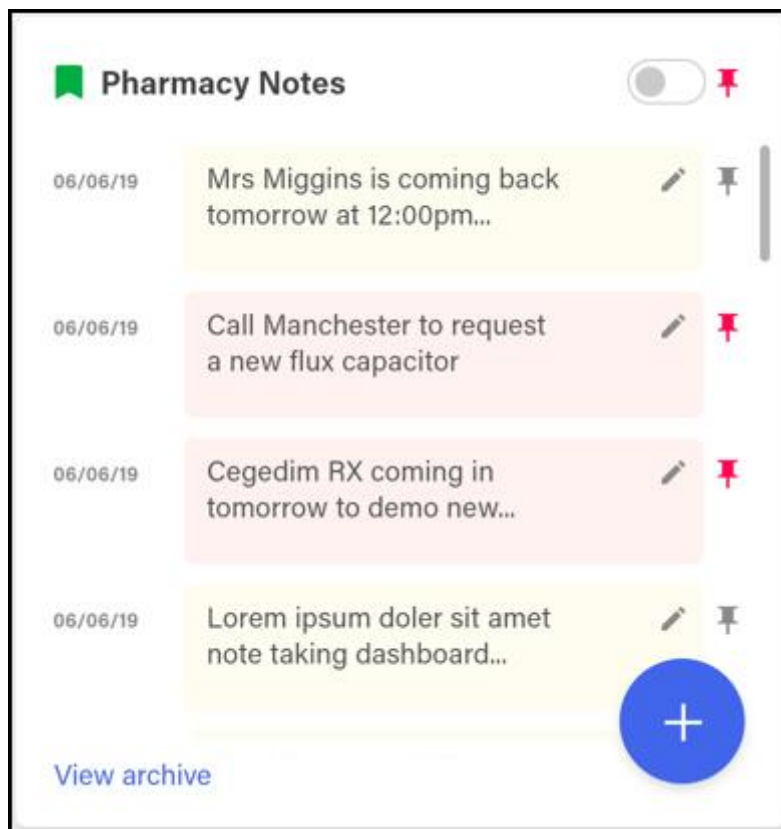 Pharmacy Notes
06/06/19
Mrs Miggins is coming back
tomorrow at 12:00pm...
06/06/19
Call Manchester to request
a new flux capacitor
06/06/19
Cegedim RX coming in
tomorrow to demo new...
06/06/19
Lorem ipsum doler sit amet
note taking dashboard...
View archive